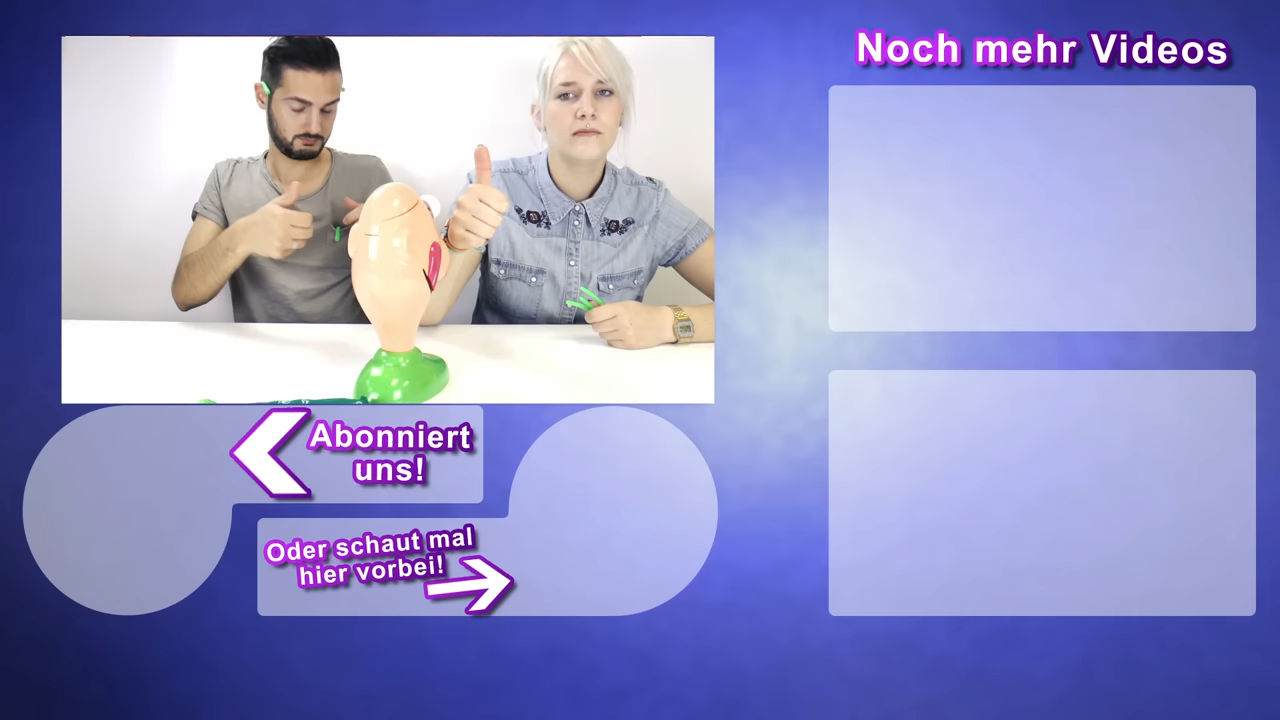 Noch mehr Videos
Abonniert
uns!
Oder schaut mal
hier vorbei!